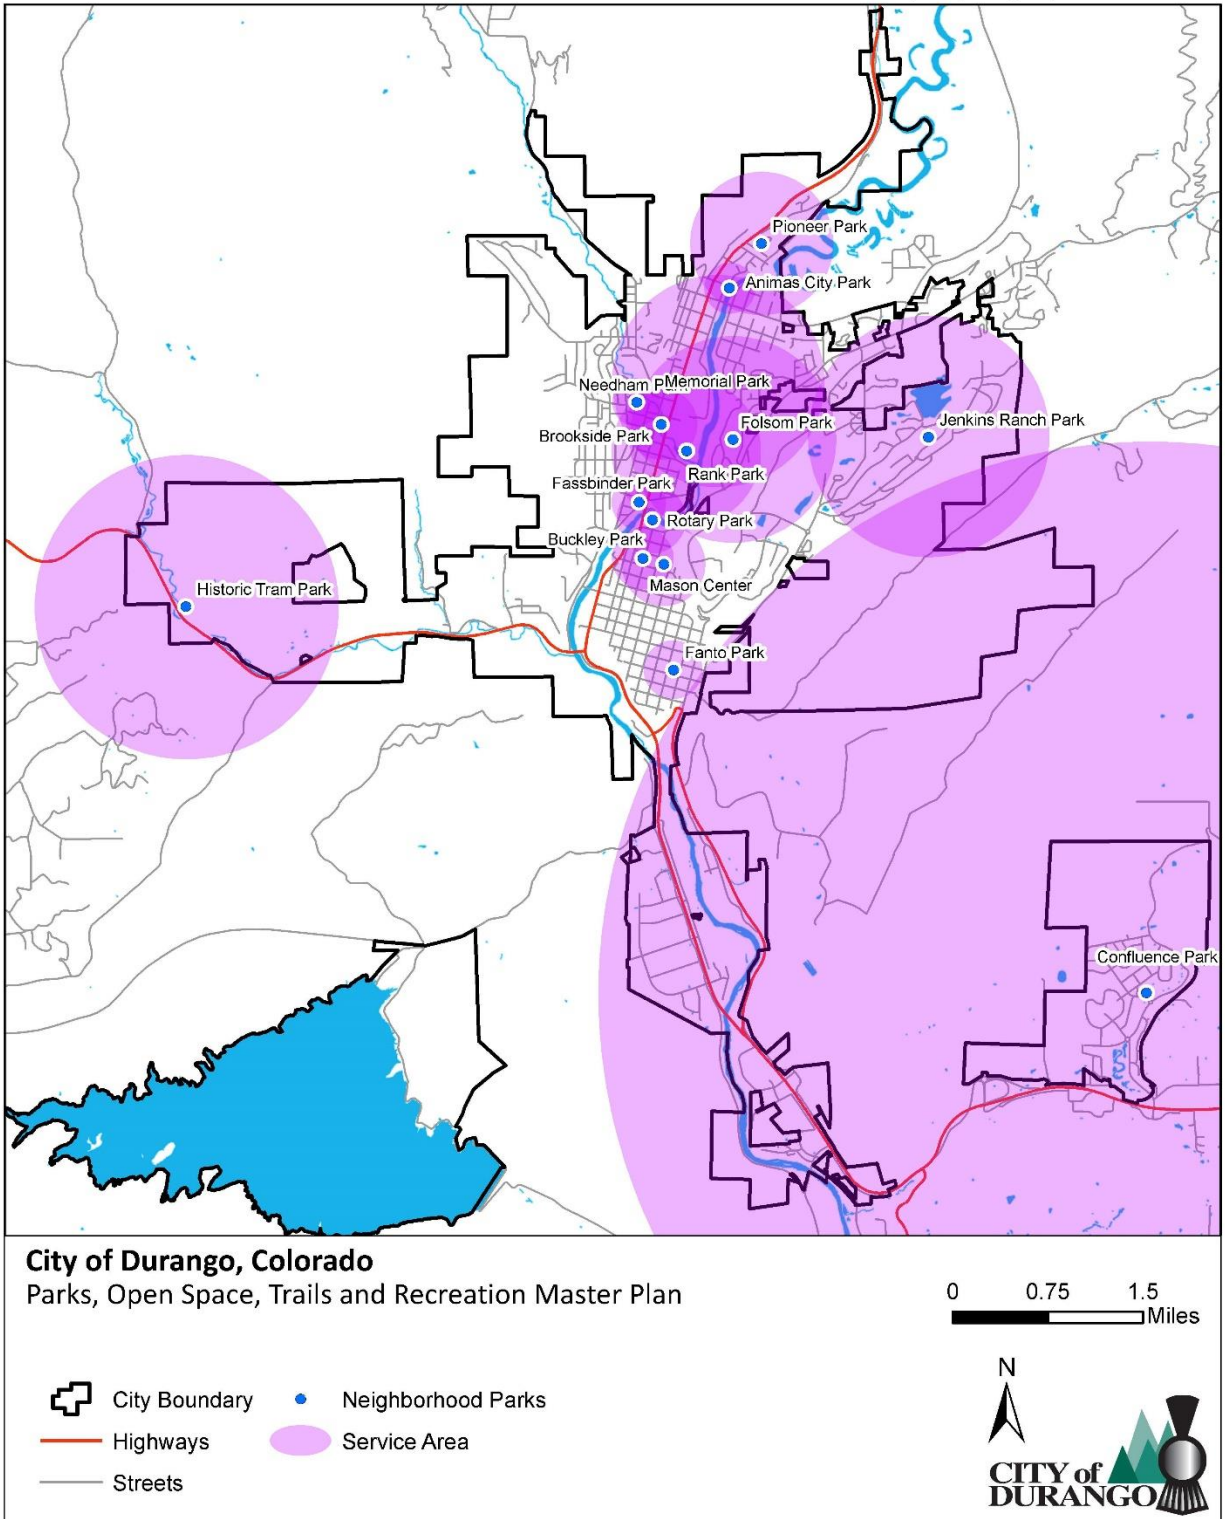 Pioneer Park
Animas City Park
Needham Park
Memorial Park
Brookside Park
Folsom Park
Jenkins Ranch Park
Rank Park
Fassbinder Park
Rotary Park
Buckley Park
Mason Center
Historic Tram Park
Fanto Park
Confluence Park
City of Durango, Colorado
Parks, Open Space, Trails and Recreation Master Plan
0 0.75 1.5
Miles
City Boundary
Neighborhood Parks
Highways
Service Area
Streets
N
CITY of
DURANGO